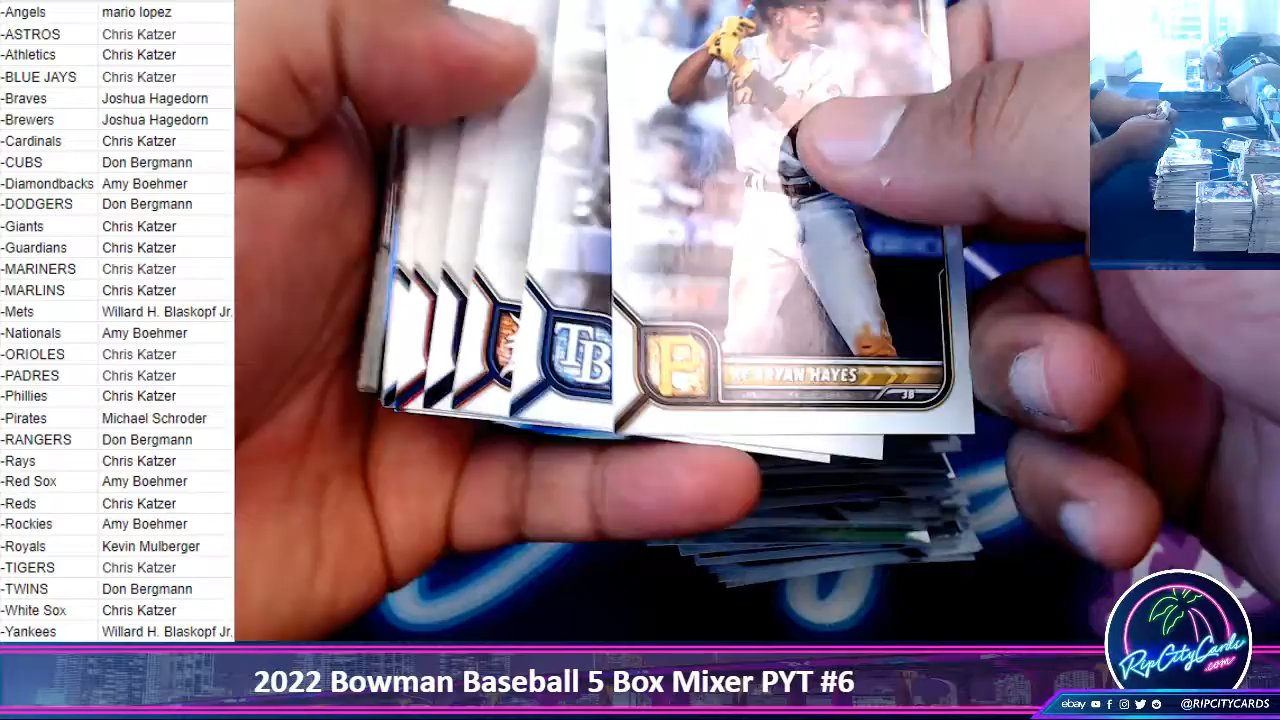 -Angels mario lopez
-ASTROS Chris Katzer
-Athletics Chris Katzer
-BLUE JAYS Chris Katzer
-Braves Joshua Hagedorn
-Brewers Joshua Hagedorn
-Cardinals Chris Katzer
-CUBS Don Bergmann
-Diamondbacks Amy Boehmer
-DODGERS Don Bergmann
-Giants Chris Katzer
-Guardians Chris Katzer
-MARINERS Chris Katzer
-MARLINS Chris Katzer
-Mets Willard H. Blaskopf Jr.
-Nationals Amy Boehmer
-ORIOLES Chris Katzer
-PADRES Chris Katzer
-Phillies Chris Katzer
-Pirates Michael Schroder
-RANGERS Don Bergmann
-Rays Chris Katzer
-Red Sox Amy Boehmer
-Reds Chris Katzer
-Rockies Amy Boehmer
-Royals Kevin Mulberger
-TIGERS Chris Katzer
-TWINS Don Bergmann
-White Sox Chris Katzer
-Yankees Willard H. Blaskopf Jr.
TB
P
HAYES
3B
2022 Bowman Baseball 5 Box Mixer PYT #6
RipCityCards
.com
ebay @RIPCITYCARDS